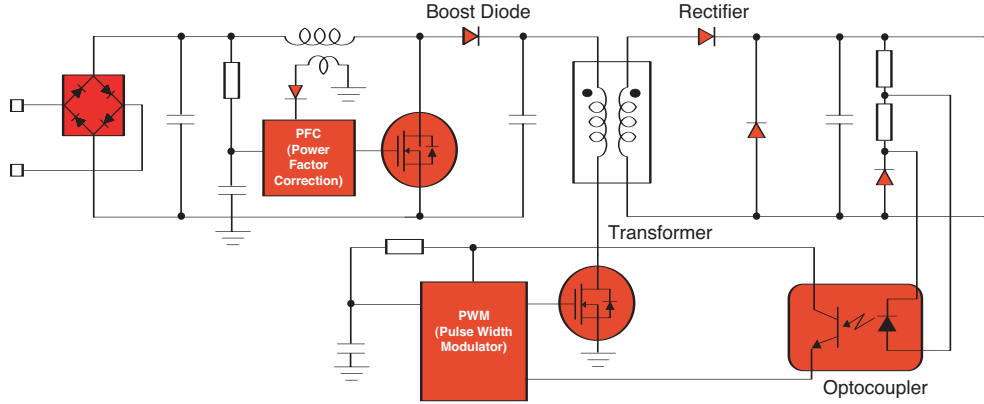 Boost Diode
Rectifier
PFC
(Power
Factor
Correction)
Transformer
PWM
(Pulse Width
Modulator)
Optocoupler